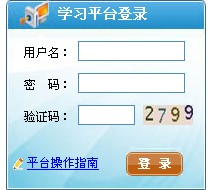 学习平台登录
用户名：
密 码：
验证码： 2799
平台操作指南 登 录